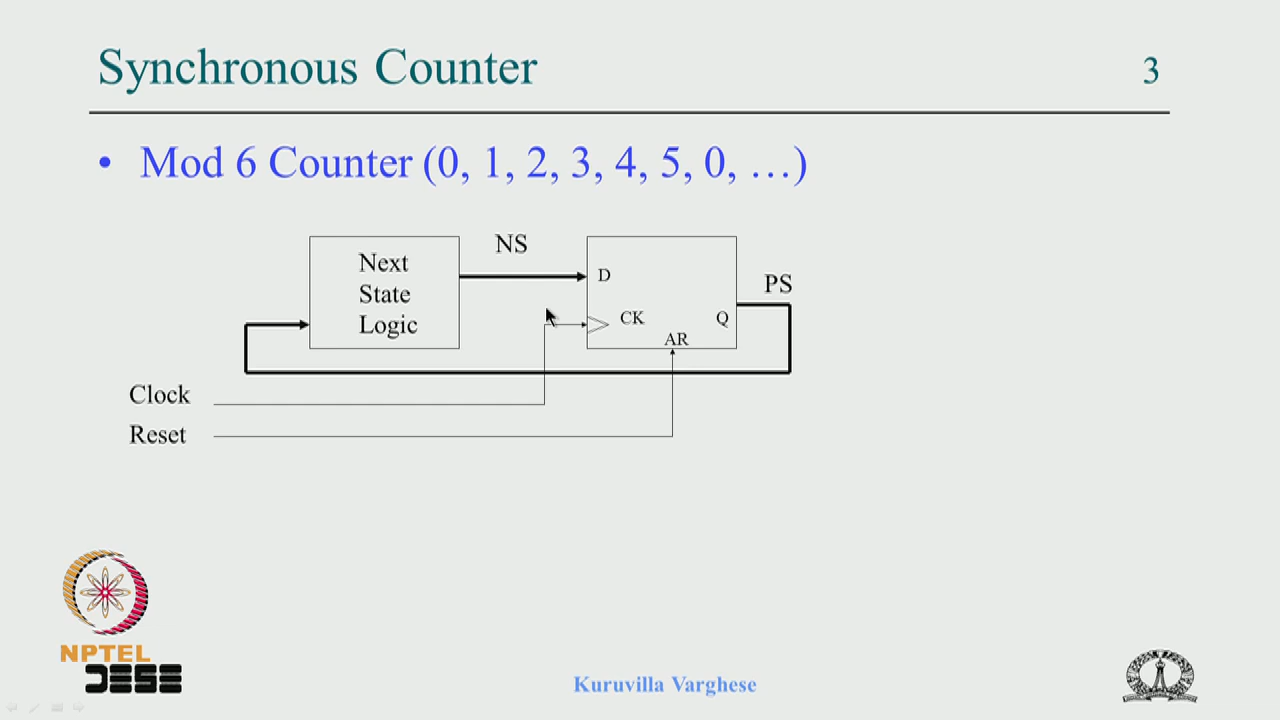 Synchronous Counter
3
• Mod 6 Counter (0, 1, 2, 3, 4, 5, 0, …)
NS
Next
State
Logic
D
PS
CK
Q
AR
Clock
Reset
NPTEL
DESE
Kuruvilla Varghese